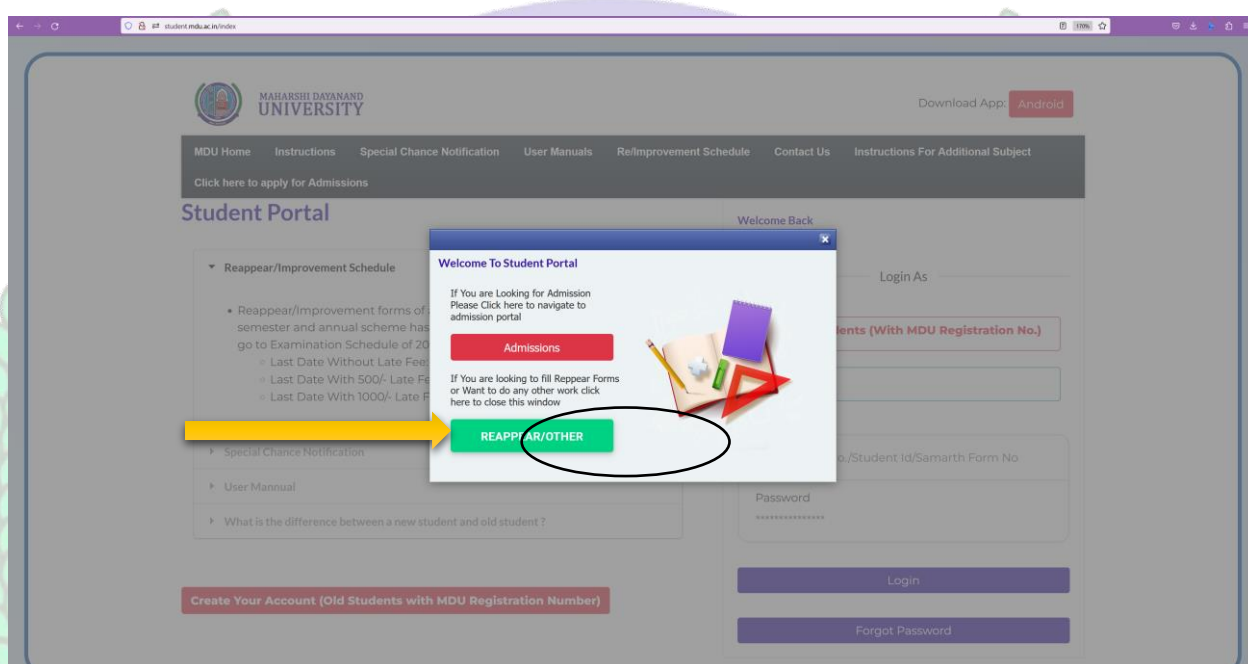 student.mdu.ac.in/index
170%
MAHARSHI DAYANAND
UNIVERSITY
Download App: Android
MDU Home Instructions Special Chance Notification User Manuals Re/Improvement Schedule Contact Us Instructions For Additional Subject
Click here to apply for Admissions
Student Portal
Welcome Back
Reappear/Improvement Schedule
Login As
Reappear/Improvement forms of
semester and annual scheme has
go to Examination Schedule of 20
Last Date Without Late Fee:
Last Date With 500/- Late Fe
Last Date With 1000/- Late F
Special Chance Notification
User Mannual
What is the difference between a new student and old student ?
Create Your Account (Old Students with MDU Registration Number)
Welcome To Student Portal
If You are Looking for Admission
Please Click here to navigate to
admission portal
Admissions
If You are looking to fill Reppear Forms
or Want to do any other work click
here to close this window
REAPPEAR/OTHER
(With MDU Registration No.)
/Student Id/Samarth Form No
Password
***************
Login
Forgot Password